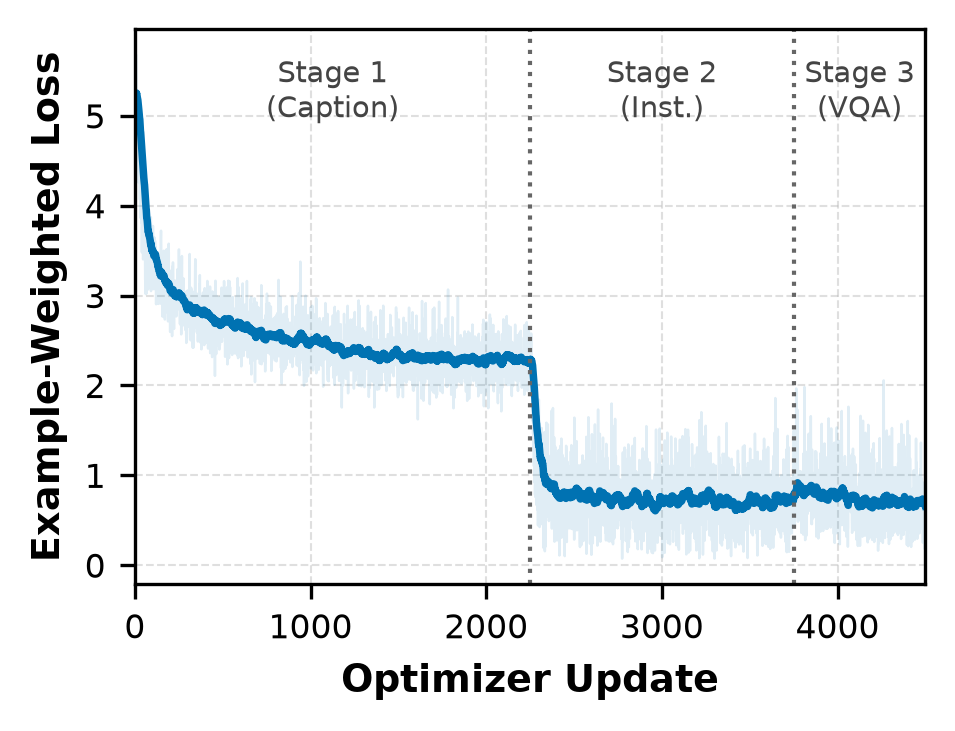 Stage 1
(Caption)
Stage 2
(Inst.)
Stage 3
(VQA)
Example-Weighted Loss
5
4
3
2
1
0
0 1000 2000 3000 4000
Optimizer Update